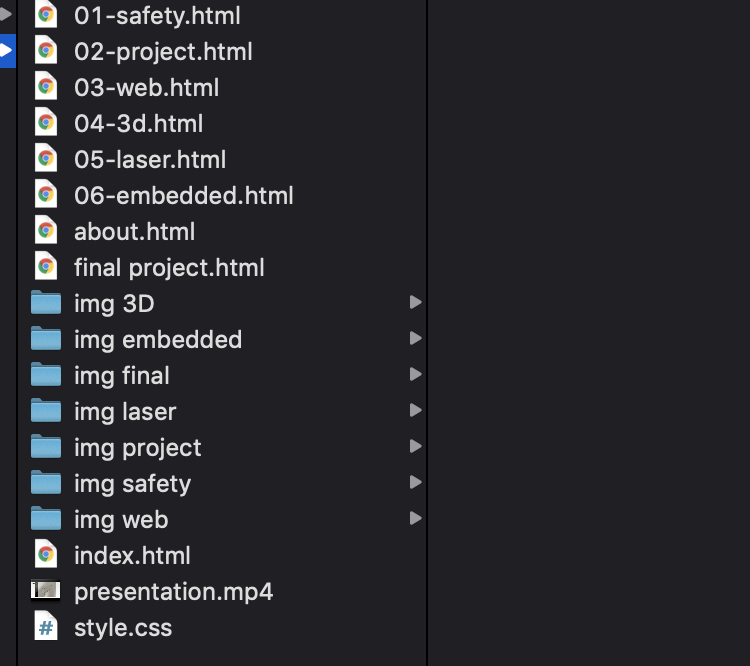 01-safety.html
02-project.html
03-web.html
04-3d.html
05-laser.html
06-embedded.html
about.html
final project.html
img 3D
img embedded
img final
img laser
img project
img safety
img web
index.html
presentation.mp4
style.css